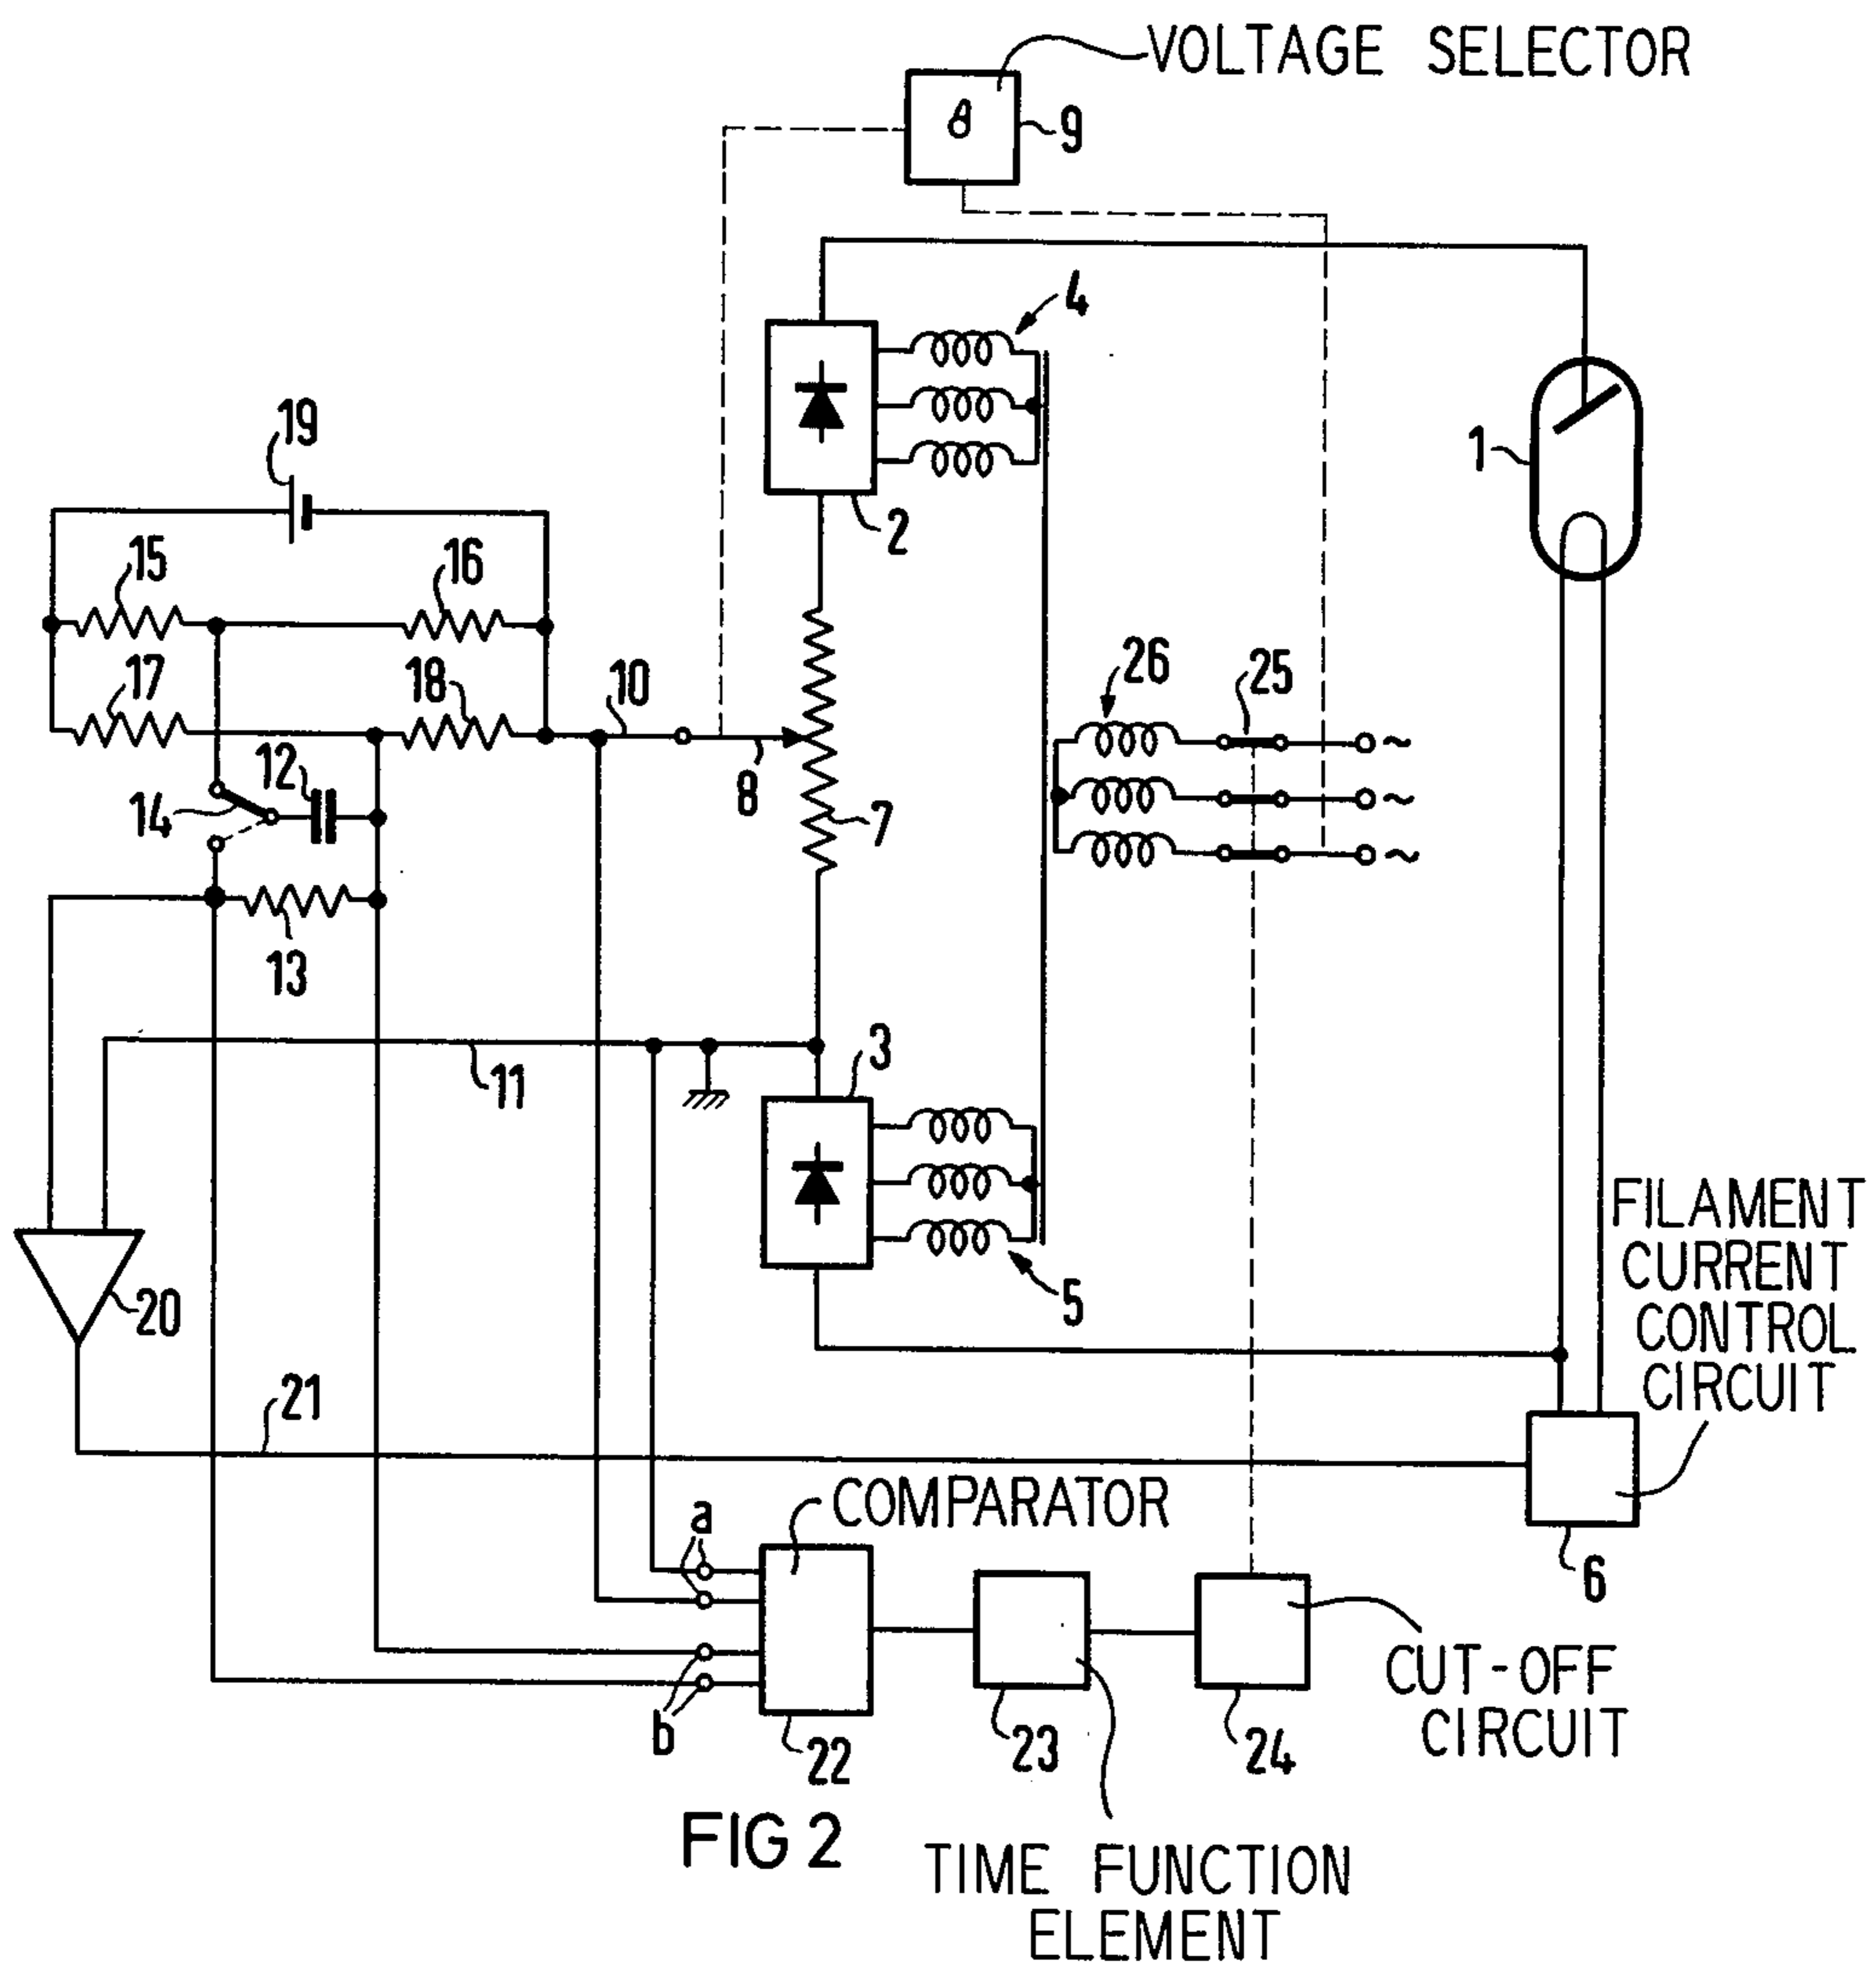 VOLTAGE SELECTOR
9
4
19
1
2
15
16
17
18
10
26
25
12
14
8
7
13
3
11
FILAMENT
CURRENT
CONTROL
CIRCUIT
20
5
21
COMPARATOR
a
6
CUT-OFF
CIRCUIT
b
22
23
24
FIG 2
TIME FUNCTION
ELEMENT